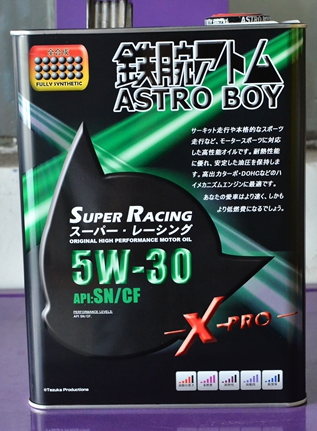 ASTRO BOY
全合成
FULLY SYNTHETIC
鉄腕アトム
ASTRO BOY
サーキット走行や本格的なスポーツ
走行など、モータースポーツに対応
した高性能オイルです。耐熱性能
に優れ、安定した油圧を保持します。
高出力ターボ・DOHCなどのハイ
メカニズムエンジンに最適です。
あなたの愛車はより速く、しかも
より低燃費になるでしょう。
SUPER RACING
スーパー・レーシング
ORIGINAL HIGH PERFORMANCE MOTOR OIL
5W-30
API:SN/CF
PERFORMANCE LEVELS:
API SN/CF
X-PRO
©Tezuka Productions